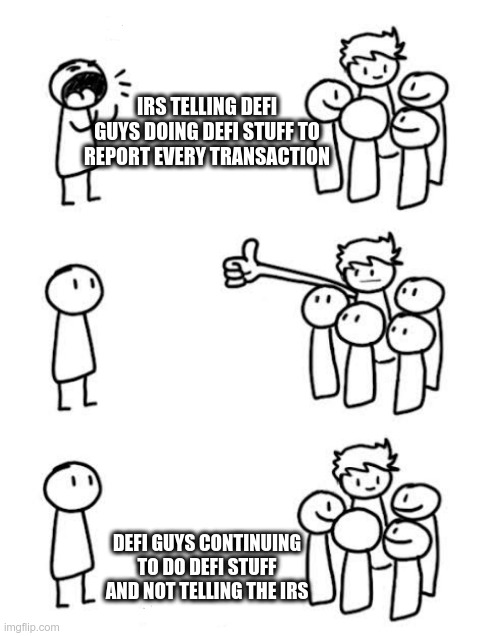 IRS TELLING DEFI
GUYS DOING DEFI STUFF TO
REPORT EVERY TRANSACTION
DEFI GUYS CONTINUING
TO DO DEFI STUFF
AND NOT TELLING THE IRS
imgflip.com